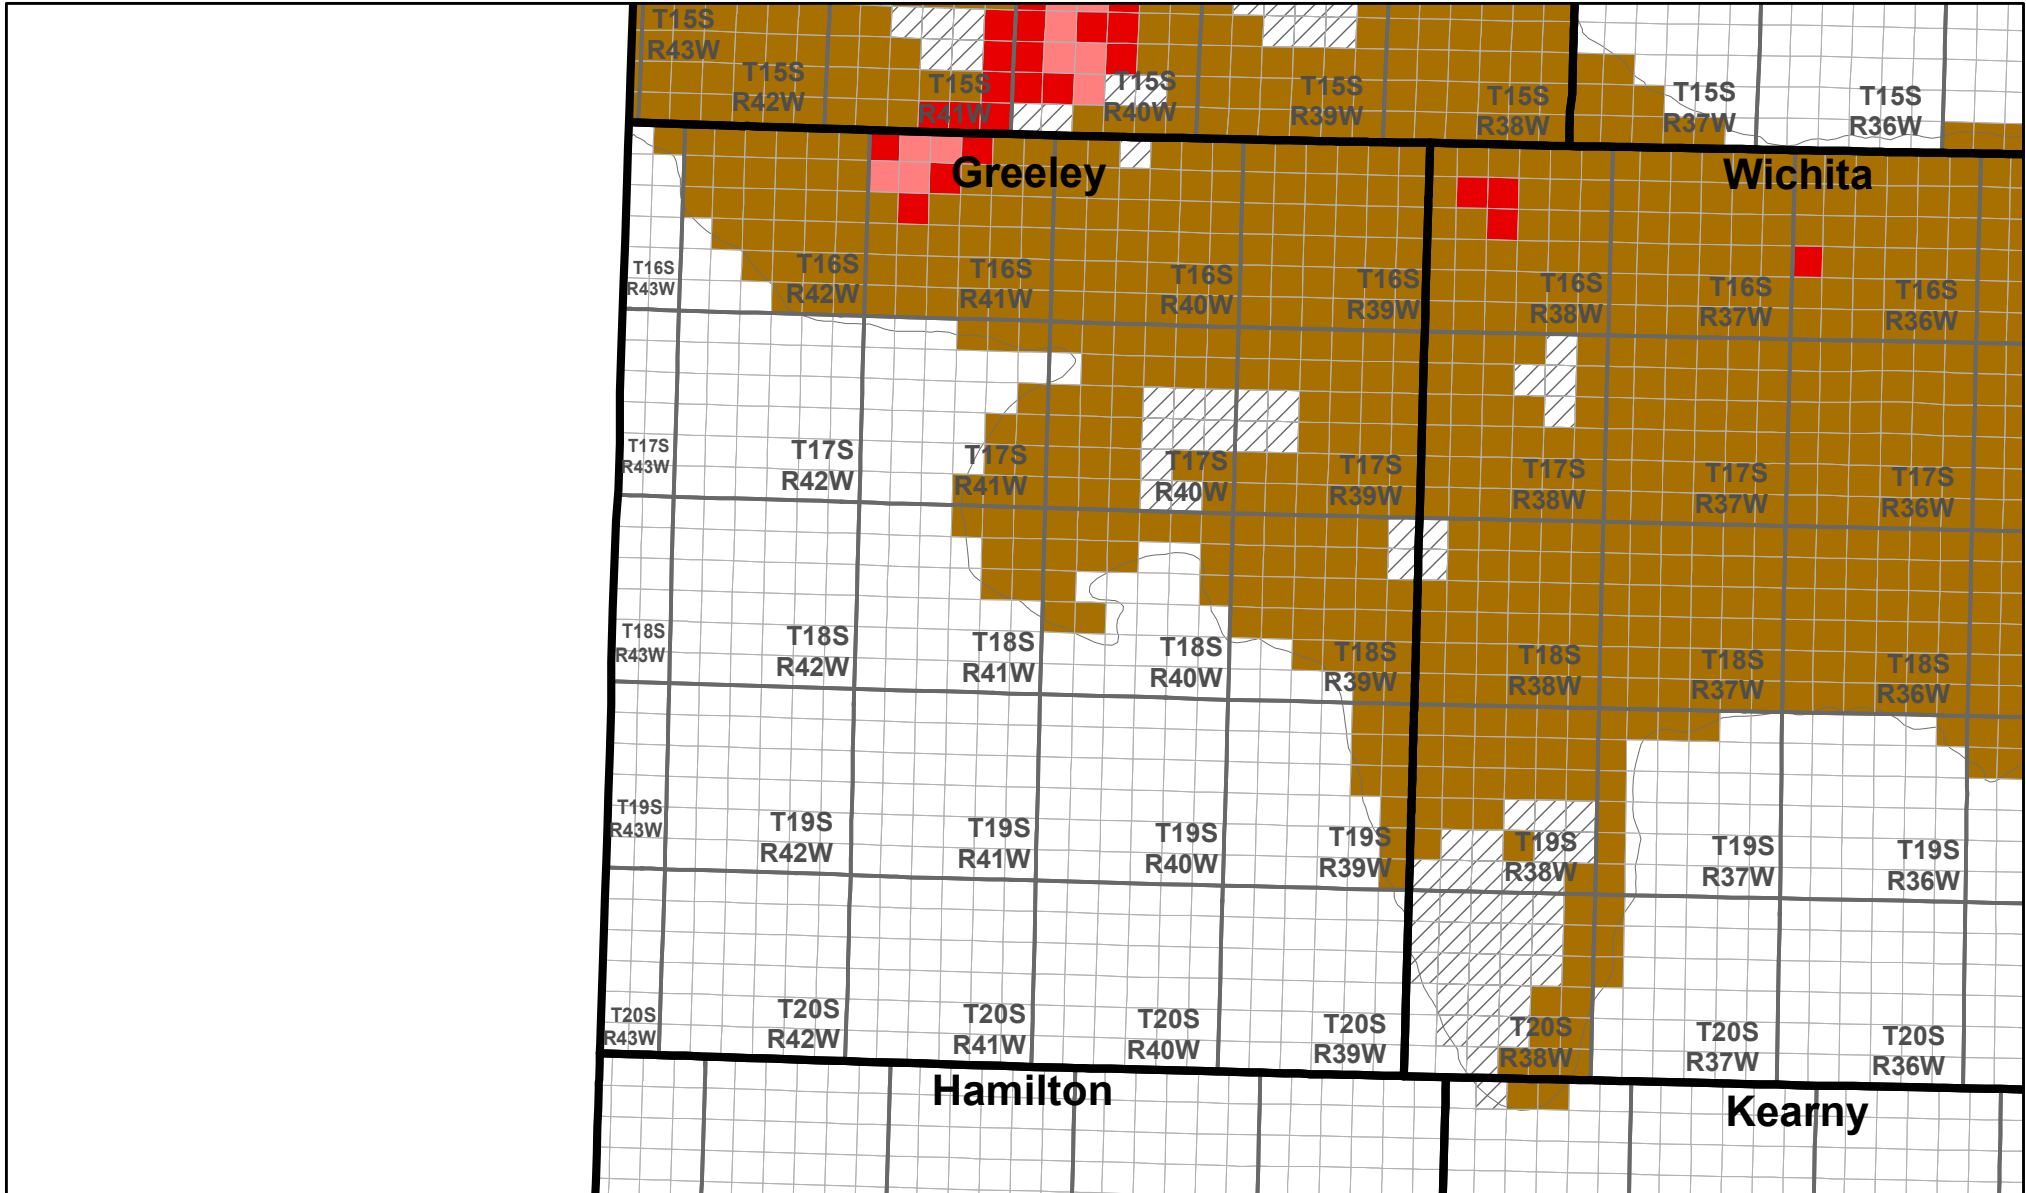 T15S
R43W
T15S
R42W
T15S
R41W
T15S
R40W
T15S
R39W
T15S
R38W
T15S
R37W
T15S
R36W
Greeley
Wichita
T16S
R43W
T16S
R42W
T16S
R41W
T16S
R40W
T16S
R39W
T16S
R38W
T16S
R37W
T16S
R36W
T17S
R43W
T17S
R42W
T17S
R41W
T17S
R40W
T17S
R39W
T17S
R38W
T17S
R37W
T17S
R36W
T18S
R43W
T18S
R42W
T18S
R41W
T18S
R40W
T18S
R39W
T18S
R38W
T18S
R37W
T18S
R36W
T19S
R43W
T19S
R42W
T19S
R41W
T19S
R40W
T19S
R39W
T19S
R38W
T19S
R37W
T19S
R36W
T20S
R43W
T20S
R42W
T20S
R41W
T20S
R40W
T20S
R39W
T20S
R38W
T20S
R37W
T20S
R36W
Hamilton
Kearny